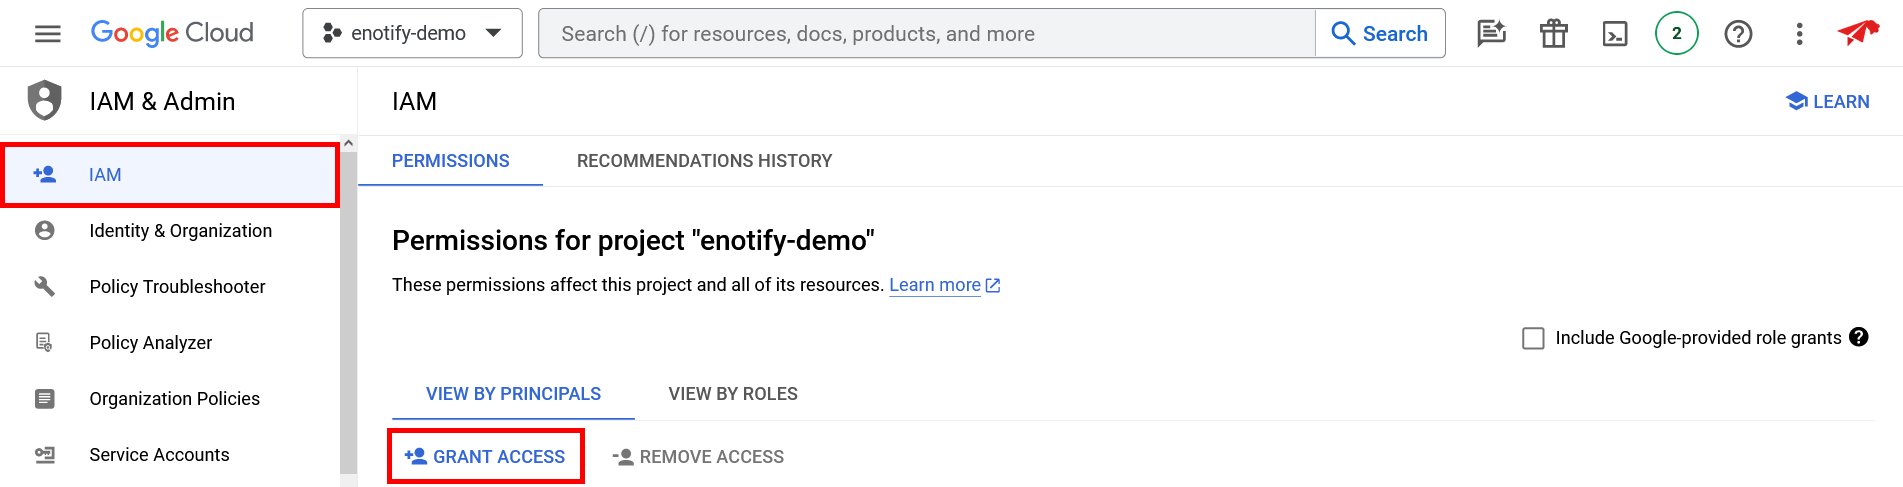 Google Cloud
enotify-demo
Search (/) for resources, docs, products, and more
Search
2
IAM & Admin
IAM
LEARN
IAM
Identity & Organization
Policy Troubleshooter
Policy Analyzer
Organization Policies
Service Accounts
PERMISSIONS
RECOMMENDATIONS HISTORY
Permissions for project "enotify-demo"
These permissions affect this project and all of its resources. Learn more
Include Google-provided role grants
VIEW BY PRINCIPALS
VIEW BY ROLES
GRANT ACCESS
REMOVE ACCESS